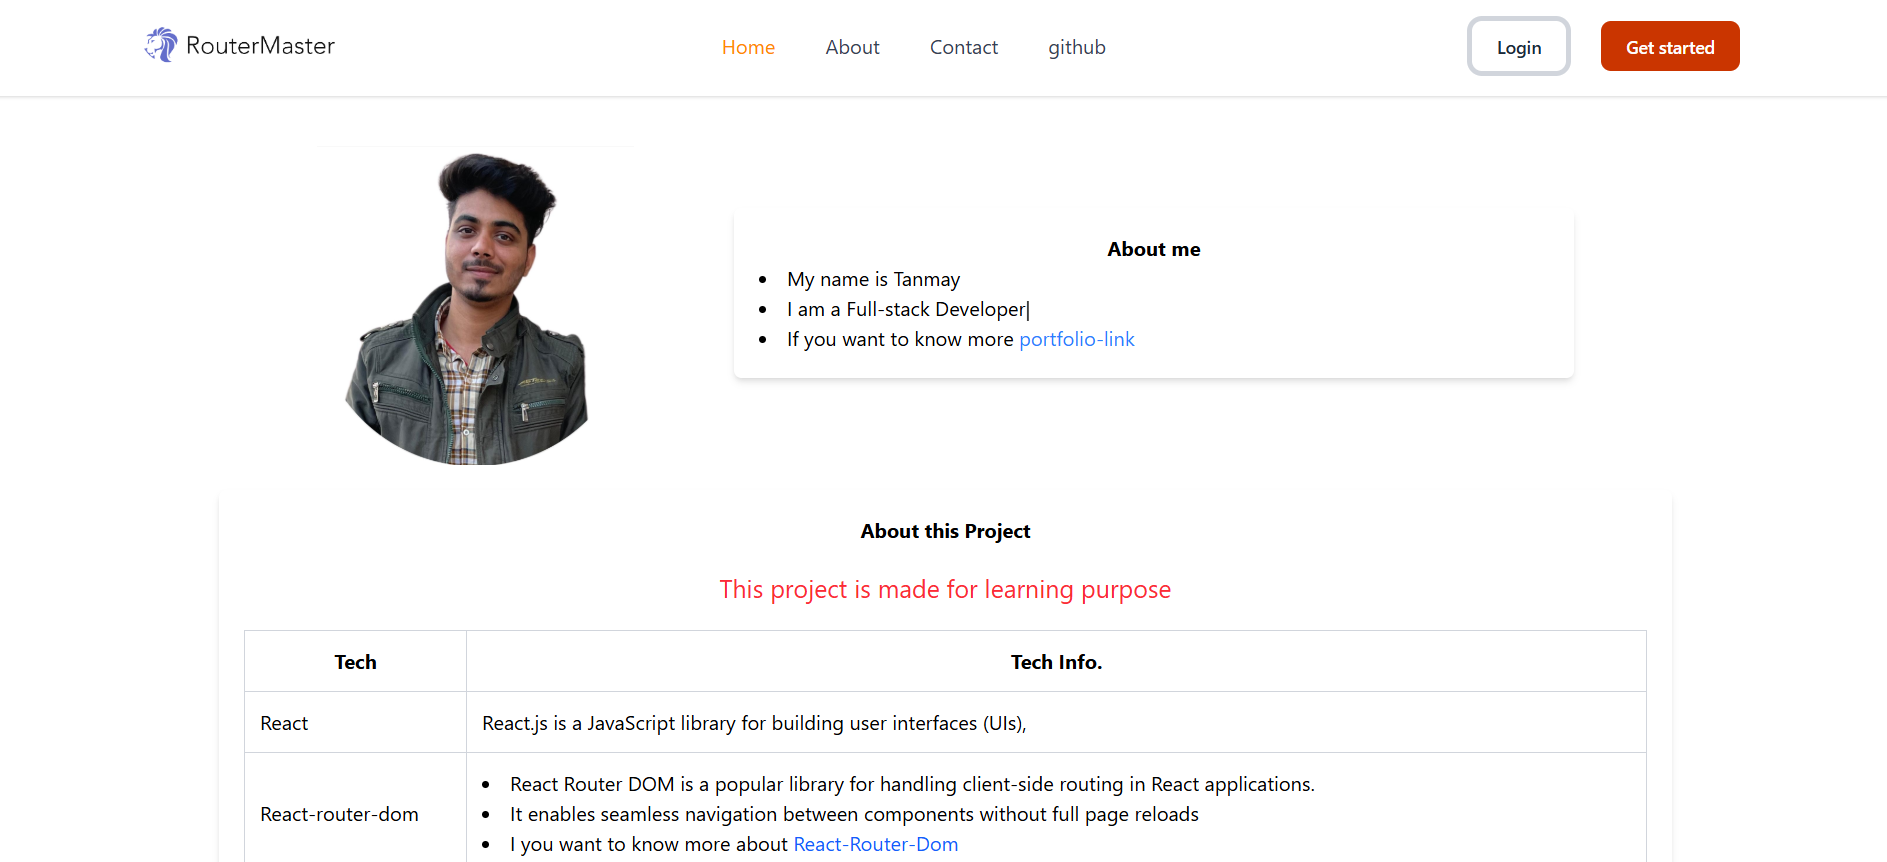 RouterMaster
Home About Contact github
Login
Get started
About me
My name is Tanmay
I am a Full-stack Developer|
If you want to know more portfolio-link
About this Project
This project is made for learning purpose
Tech Tech Info.
React React.js is a JavaScript library for building user interfaces (UIs),
React-router-dom
React Router DOM is a popular library for handling client-side routing in React applications.
It enables seamless navigation between components without full page reloads
I you want to know more about React-Router-Dom